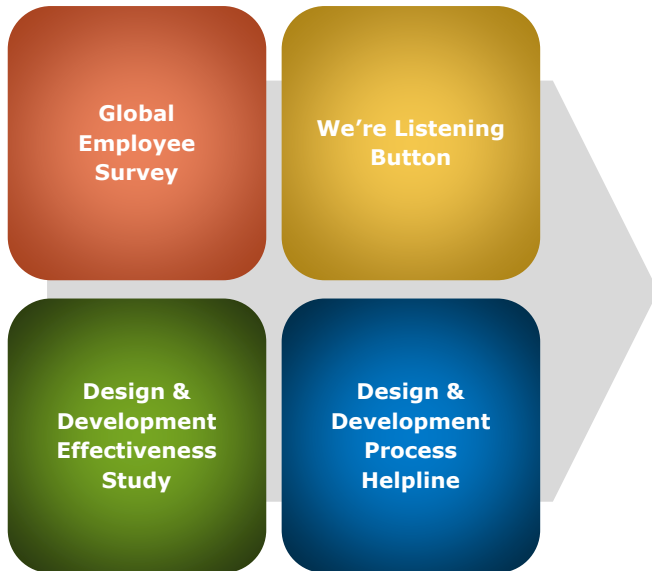 Global
Employee
Survey
We’re Listening
Button
Design &
Development
Effectiveness
Study
Design &
Development
Process
Helpline